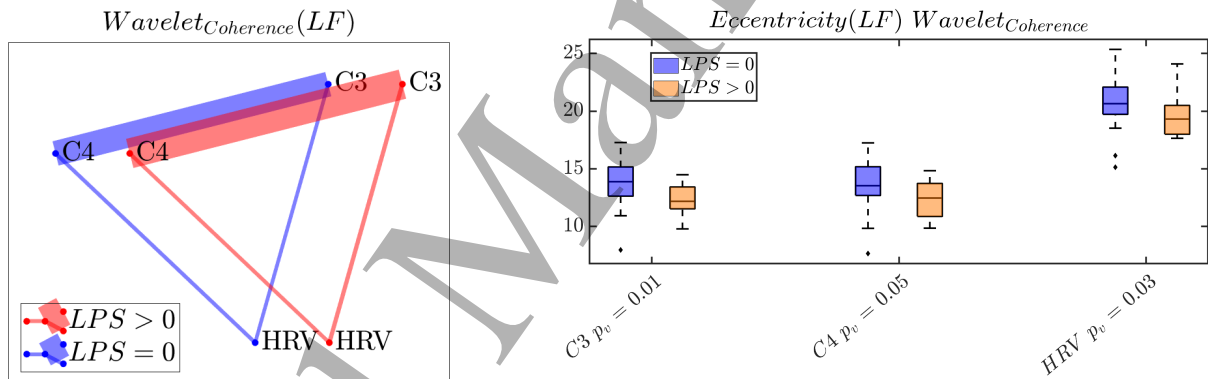 Wavelet_Coherence(LF)
C3
C3
C4
C4
HRV
HRV
LPS > 0
LPS = 0
Eccentricity(LF) Wavelet_Coherence
25
20
15
10
LPS = 0
LPS > 0
C3 p_v = 0.01
C4 p_v = 0.05
HRV p_v = 0.03